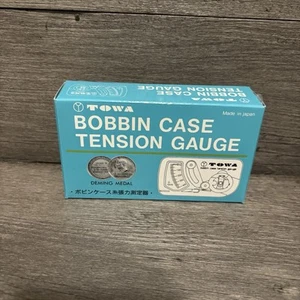 TOWA
BOBBIN CASE
TENSION GAUGE
TOWA
Made in Japan
BOBBIN CASE
TENSION GAUGE
DEMING MEDAL
TOWA
・ボビンケース糸張力測定器・